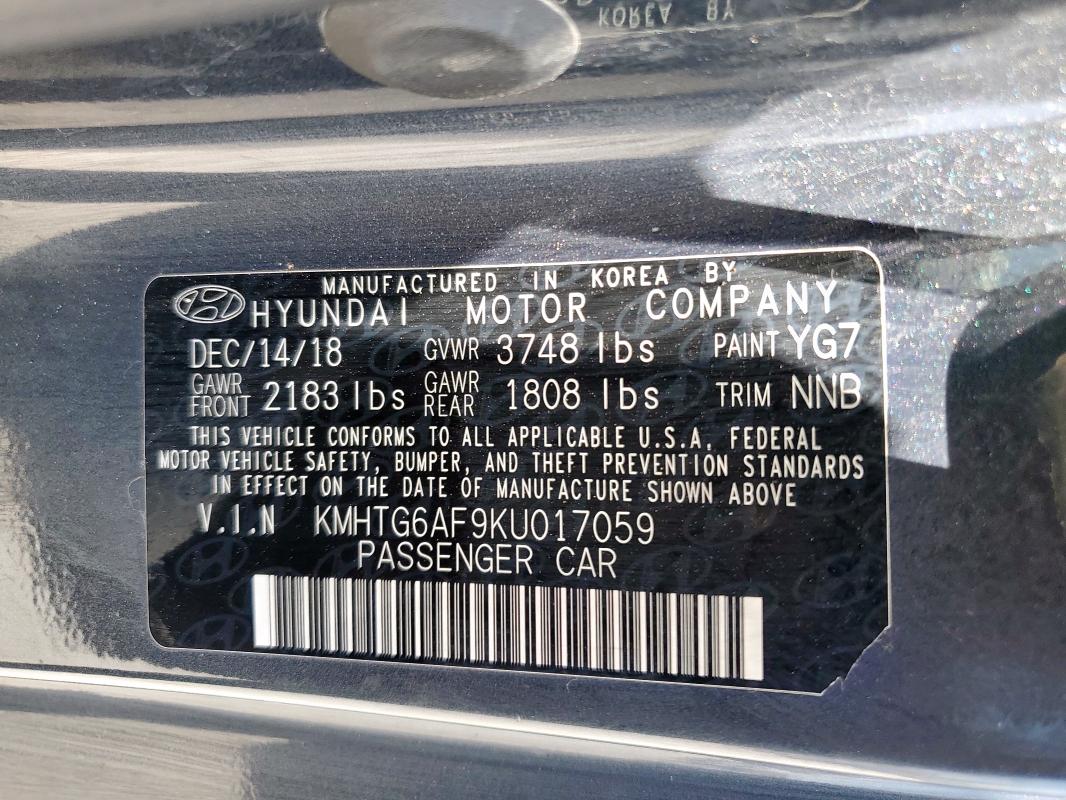 KOREA BY
MANUFACTURED IN KOREA BY
HYUNDAI MOTOR COMPANY
DEC/14/18 GVWR 3748 lbs PAINT YG7
GAWR FRONT 2183 lbs GAWR REAR 1808 lbs TRIM NNB
THIS VEHICLE CONFORMS TO ALL APPLICABLE U.S.A. FEDERAL
MOTOR VEHICLE SAFETY, BUMPER, AND THEFT PREVENTION STANDARDS
IN EFFECT ON THE DATE OF MANUFACTURE SHOWN ABOVE
V.I.N KMHTG6AF9KU017059
PASSENGER CAR